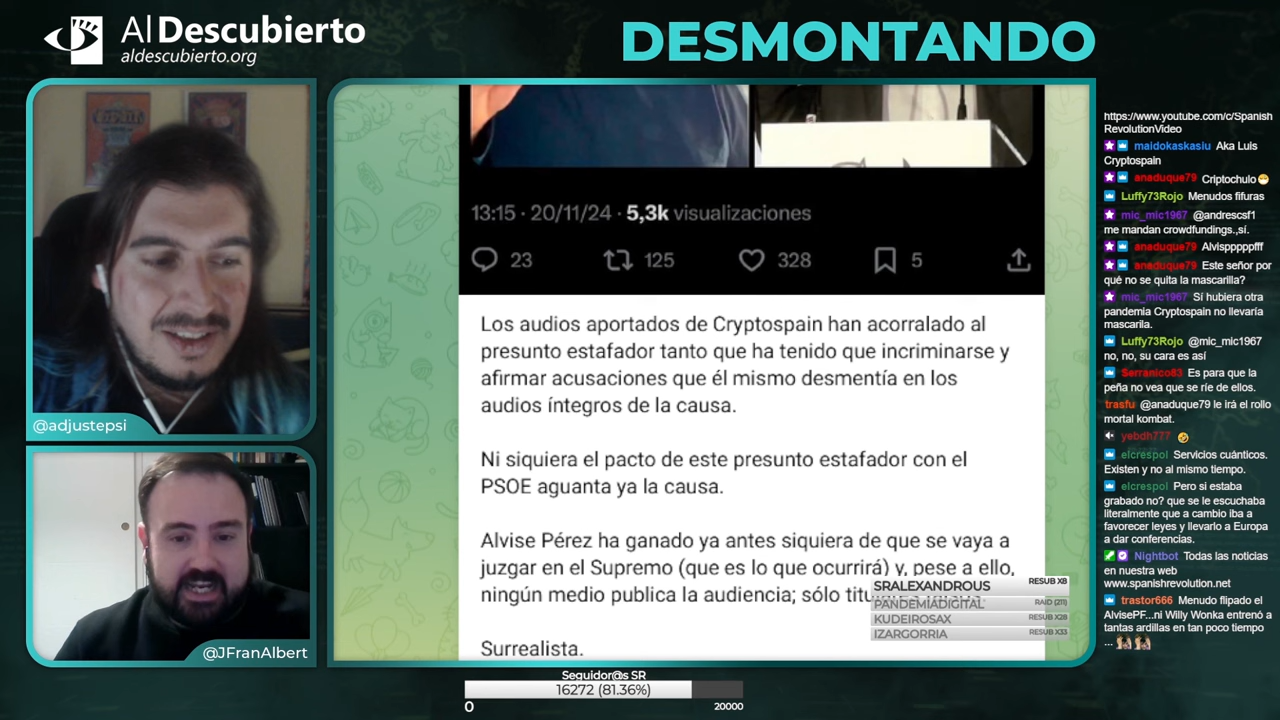 Al Descubierto
aldescubierto.org
DESMONTANDO
@adjustepsi
@JFranAlbert
13:15 · 20/11/24 · 5,3k visualizaciones
23 125 328 5
Los audios aportados de Cryptospain han acorralado al
presunto estafador tanto que ha tenido que incriminarse y
afirmar acusaciones que él mismo desmentía en los
audios íntegros de la causa.
Ni siquiera el pacto de este presunto estafador con el
PSOE aguanta ya la causa.
Alvise Pérez ha ganado ya antes siquiera de que se vaya a
juzgar en el Supremo (que es lo que ocurrirá) y, pese a ello,
ningún medio publica la audiencia; sólo
Surrealista.
SRALEXANDROUS RESUB X8
PANDEMIADIGITAL RAID (211)
KUDEIROSAX RESUB X28
IZARGORRIA RESUB X33
Seguidor@s SR
16272 (81.36%)
0 20000
https://www.youtube.com/c/Spanish
RevolutionVideo
maidokaskasiu Aka Luis
Cryptospain
anaduque79 Criptochulo
Luffy73Rojo Menudos fifuras
mic_mic1967 @andrescsf1
me mandan crowdfundings.,sí.
anaduque79 Alvispppppfff
anaduque79 Este señor por
qué no se quita la mascarilla?
mic_mic1967 Sí hubiera otra
pandemia Cryptospain no llevaría
mascarila.
Luffy73Rojo @mic_mic1967
no, no, su cara es así
Serranico83 Es para que la
peña no vea que se ríe de ellos.
trasfu @anaduque79 le irá el rollo
mortal kombat.
yebdh777
elcrespol Servicios cuánticos.
Existen y no al mismo tiempo.
elcrespol Pero si estaba
grabado no? que se le escuchaba
literalmente que a cambio iba a
favorecer leyes y llevarlo a Europa
a dar conferencias.
Nightbot Todas las noticias
en nuestra web
www.spanishrevolution.net
trastor666 Menudo flipado el
AlvisePF...ni Willy Wonka entrenó a
tantas ardillas en tan poco tiempo
...